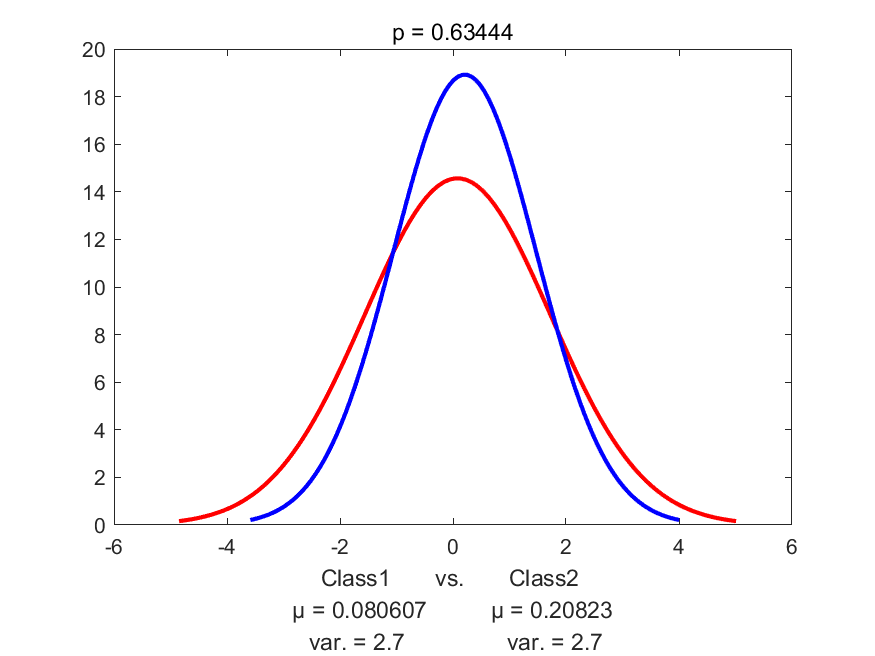 p = 0.63444
20
18
16
14
12
10
8
6
4
2
0
-6 -4 -2 0 2 4 6
Class1 vs. Class2
μ = 0.080607 μ = 0.20823
var. = 2.7 var. = 2.7